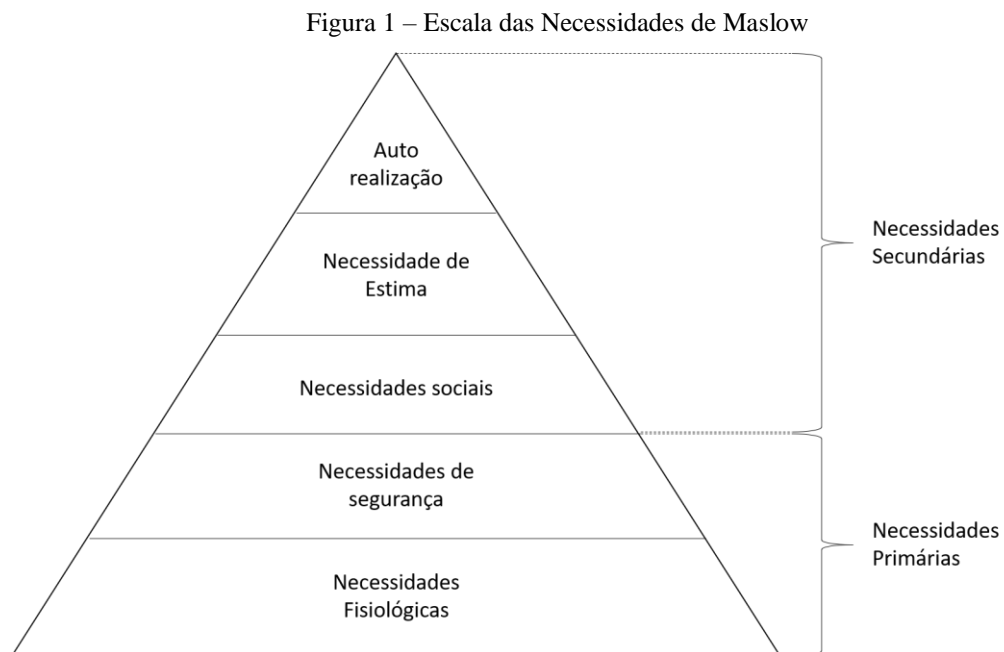 Figura 1 – Escala das Necessidades de Maslow
Auto
realização
Necessidade de
Estima
Necessidades sociais
Necessidades de
segurança
Necessidades
Fisiológicas
Necessidades
Secundárias
Necessidades
Primárias